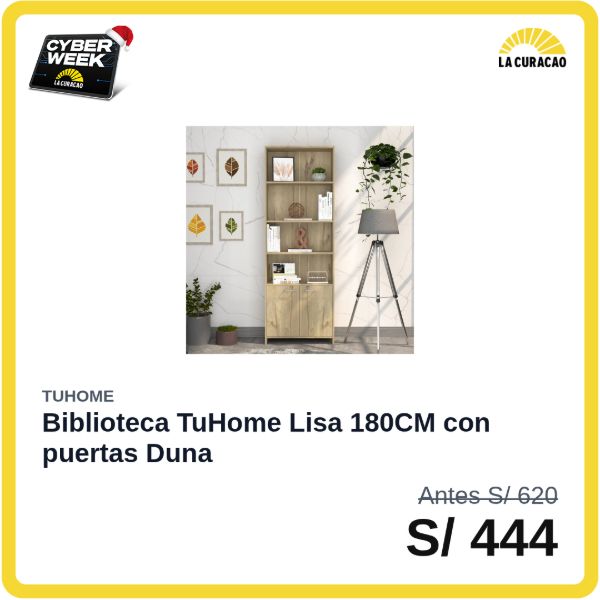 CYBER
WEEK
LA CURACAO
LA CURACAO
TUHOME
Biblioteca TuHome Lisa 180CM con
puertas Duna
Antes S/ 620
S/ 444